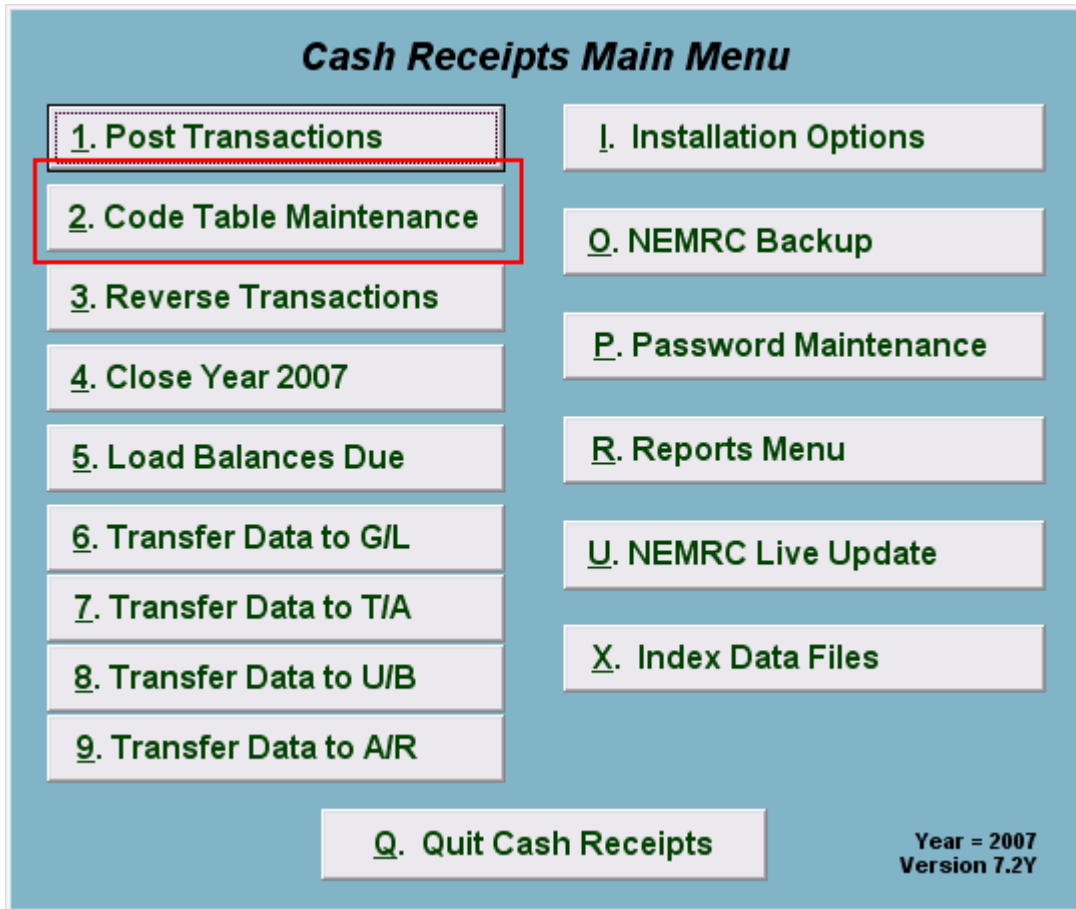 Cash Receipts Main Menu
1. Post Transactions
2. Code Table Maintenance
3. Reverse Transactions
4. Close Year 2007
5. Load Balances Due
6. Transfer Data to G/L
7. Transfer Data to T/A
8. Transfer Data to U/B
9. Transfer Data to A/R
I. Installation Options
O. NEMRC Backup
P. Password Maintenance
R. Reports Menu
U. NEMRC Live Update
X. Index Data Files
Q. Quit Cash Receipts
Year = 2007
Version 7.2Y